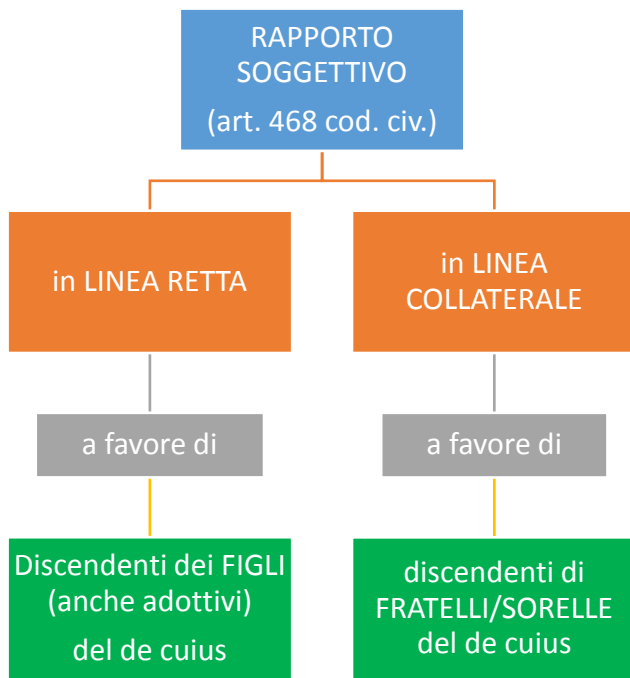 RAPPORTO
SOGGETTIVO
(art. 468 cod. civ.)
in LINEA RETTA
in LINEA
COLLATERALE
a favore di
a favore di
Discendenti dei FIGLI
(anche adottivi)
del de cuius
discendenti di
FRATELLI/SORELLE
del de cuius